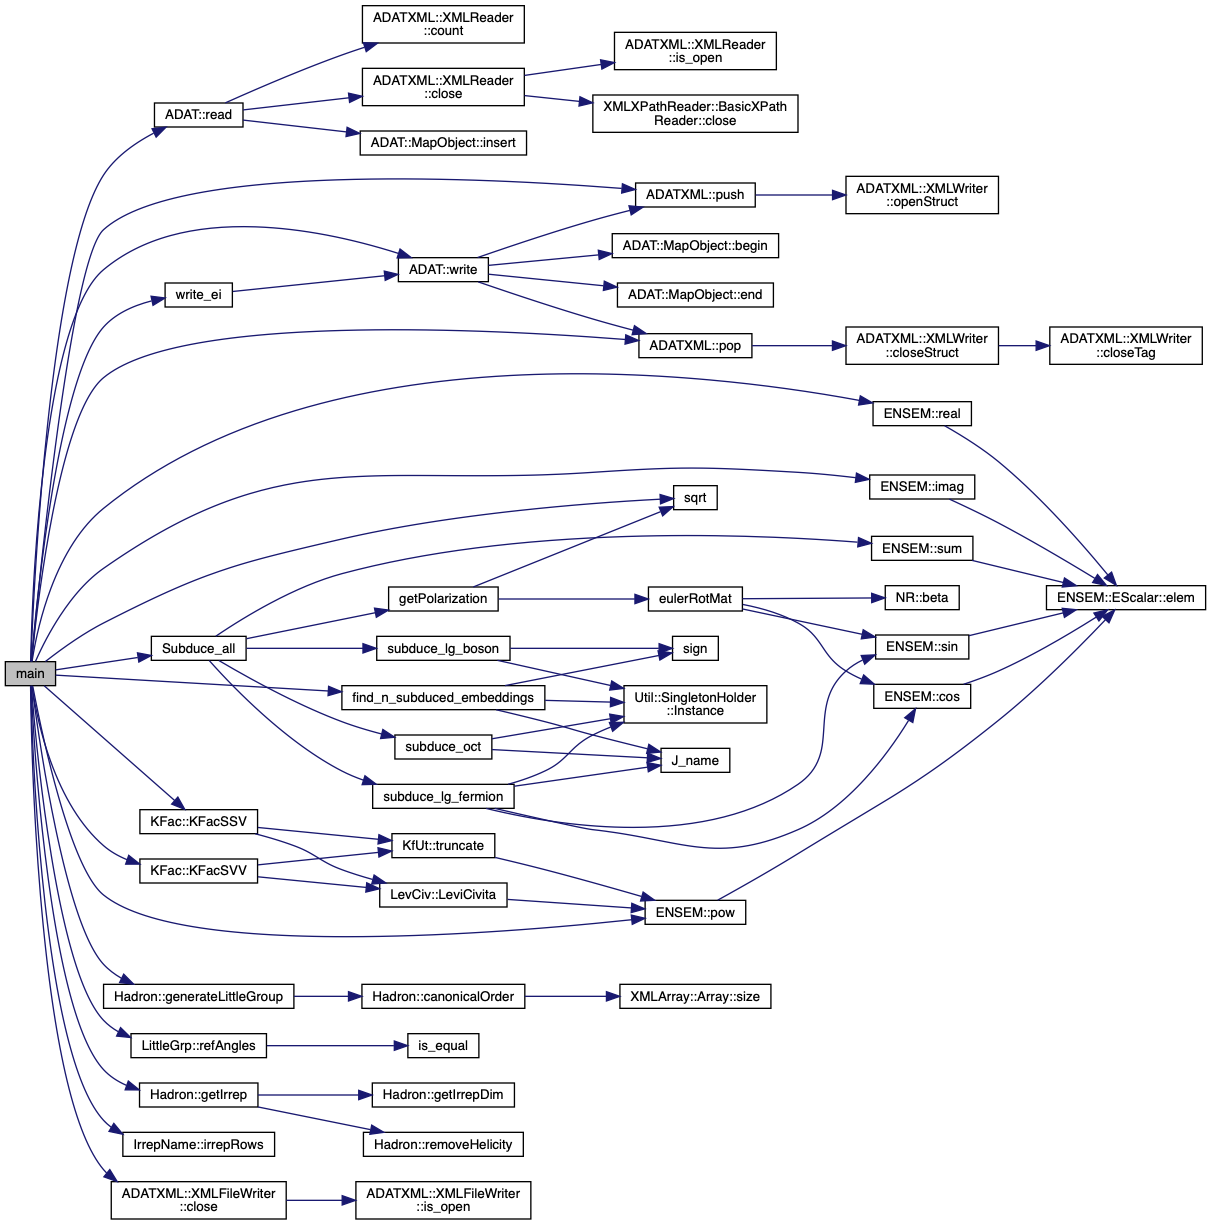 ADATXML::XMLReader
::count
ADATXML::XMLReader
::is_open
ADATXML::XMLReader
::close
XMLXPathReader::BasicXPath
Reader::close
ADAT::read
ADAT::MapObject::insert
ADATXML::push
ADATXML::XMLWriter
::openStruct
ADAT::MapObject::begin
ADAT::write
write_ei
ADAT::MapObject::end
ADATXML::pop
ADATXML::XMLWriter
::closeStruct
ADATXML::XMLWriter
::closeTag
ENSEM::real
ENSEM::imag
sqrt
ENSEM::sum
getPolarization
eulerRotMat
NR::beta
ENSEM::EScalar::elem
Subduce_all
subduce_lg_boson
sign
ENSEM::sin
main
find_n_subduced_embeddings
Util::SingletonHolder
::Instance
ENSEM::cos
subduce_oct
J_name
subduce_lg_fermion
KFac::KFacSSV
KfUt::truncate
KFac::KFacSVV
LevCiv::LeviCivita
ENSEM::pow
Hadron::generateLittleGroup
Hadron::canonicalOrder
XMLArray::Array::size
LittleGrp::refAngles
is_equal
Hadron::getIrrep
Hadron::getIrrepDim
IrrepName::irrepRows
Hadron::removeHelicity
ADATXML::XMLFileWriter
::close
ADATXML::XMLFileWriter
::is_open